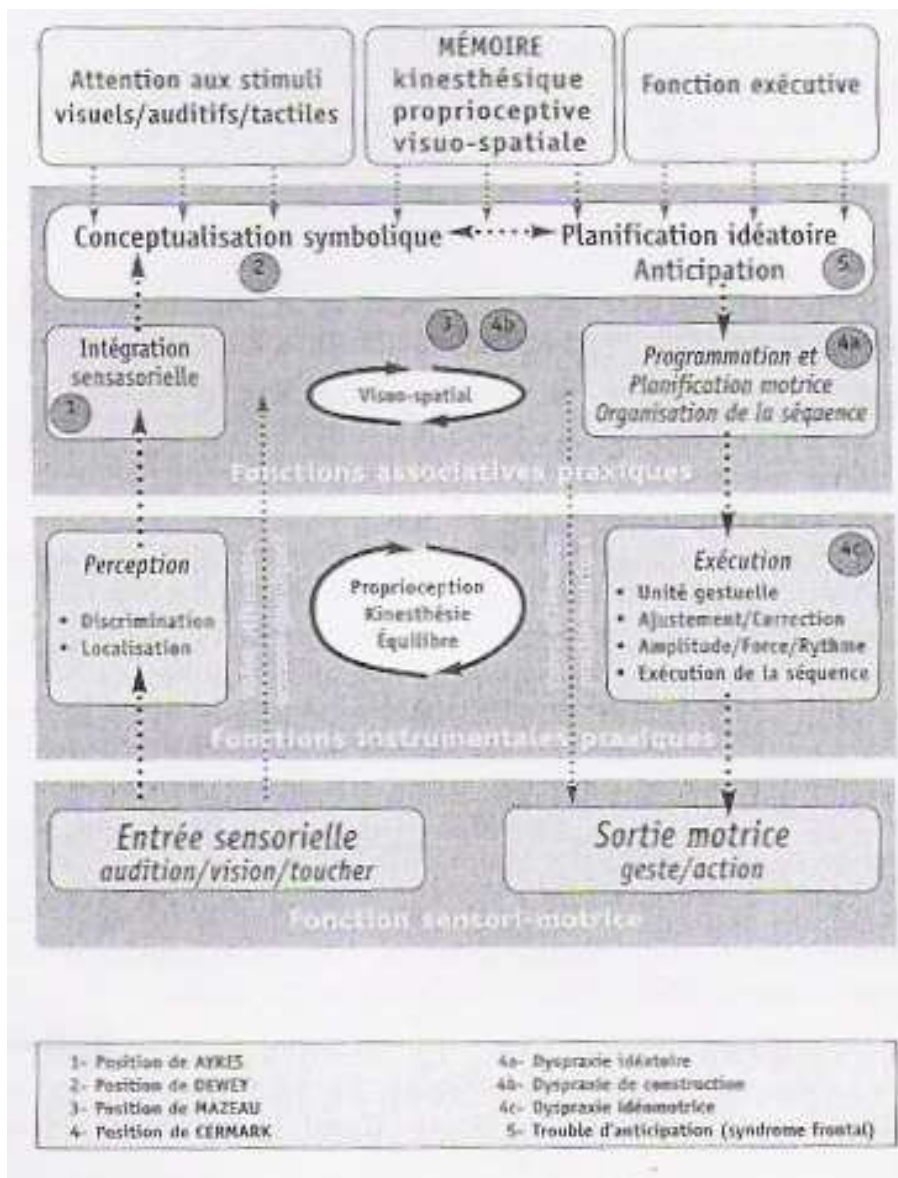 Attention aux stimuli
visuels/auditifs/tactiles
MÉMOIRE
kinesthésique
proprioceptive
visuo-spatiale
Fonction exécutive
Conceptualisation symbolique
2
Planification idéatoire
Anticipation
5
Intégration
sensasorielle
1
3
4b
Visuo-spatial
4a
Programmation et
Planification motrice
Organisation de la séquence
Fonctions associatives praxiques
Perception
• Discrimination
• Localisation
Proprioception
Kinesthésie
Équilibre
4c
Exécution
• Unité gestuelle
• Ajustement/Correction
• Amplitude/Force/Rythme
• Exécution de la séquence
Fonctions instrumentales praxiques
Entrée sensorielle
audition/vision/toucher
Sortie motrice
geste/action
Fonction sensori-motrice
1- Position de AYRES
2- Position de DEWEY
3- Position de MAZEAU
4- Position de CERMARK
4a- Dyspraxie idéatoire
4b- Dyspraxie de construction
4c- Dyspraxie idéomotrice
5- Trouble d'anticipation (syndrome frontal)